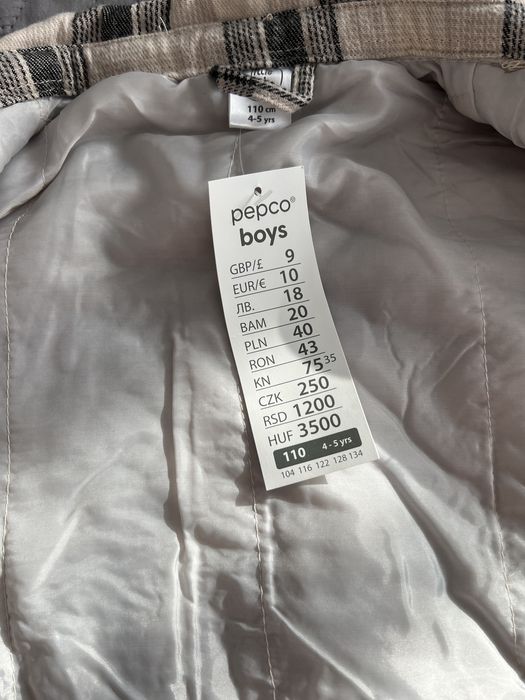 110 cm
4-5 yrs
pepco®
boys
GBP/£ 9
EUR/€ 10
ЛВ. 18
BAM 20
PLN 40
RON 43
KN 75 35
CZK 250
RSD 1200
HUF 3500
110 4 - 5 yrs
104 116 122 128 134